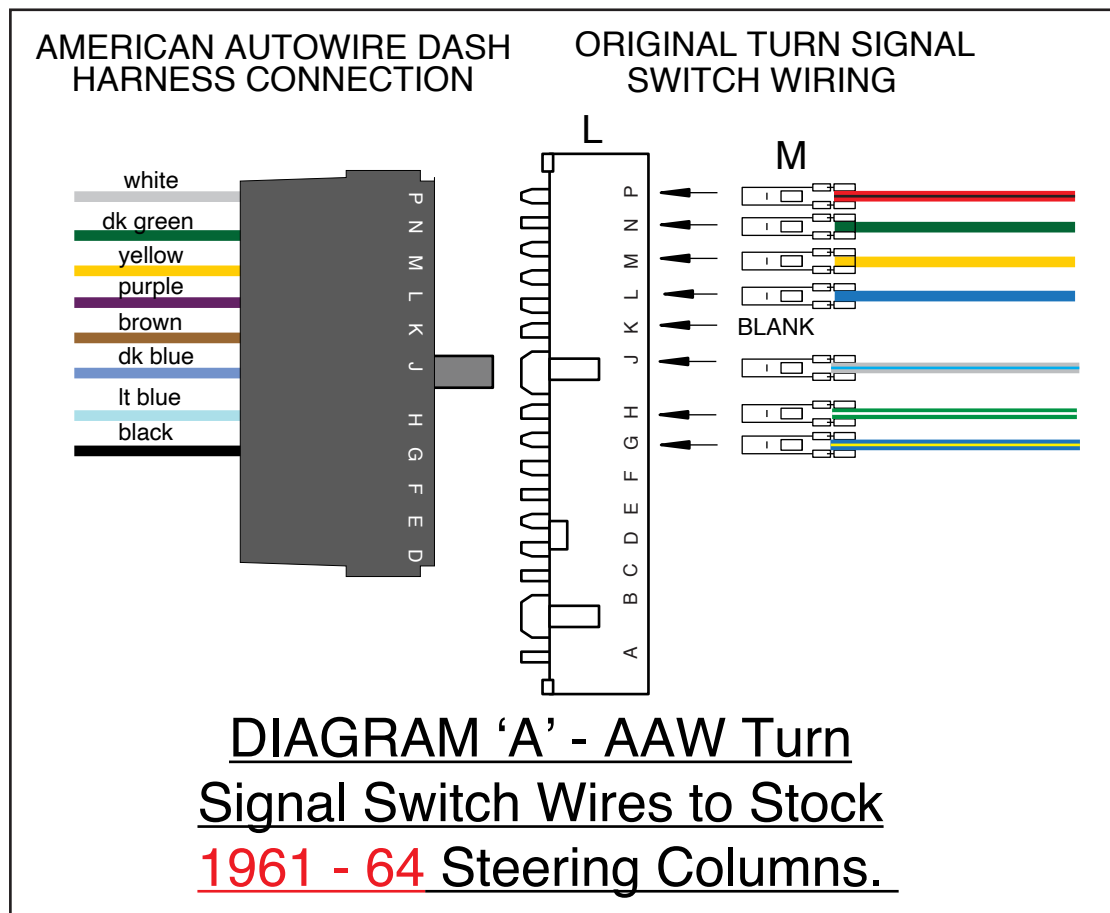 AMERICAN AUTOWIRE DASH
HARNESS CONNECTION
ORIGINAL TURN SIGNAL
SWITCH WIRING
L
M
white
dk green
yellow
purple
brown
dk blue
lt blue
black
P
N
M
L
K
J
H
G
F
E
D
P
N
M
L
K
J
H
G
F
E
D
C
B
A
BLANK
DIAGRAM ‘A’ - AAW Turn
Signal Switch Wires to Stock
1961 - 64 Steering Columns.